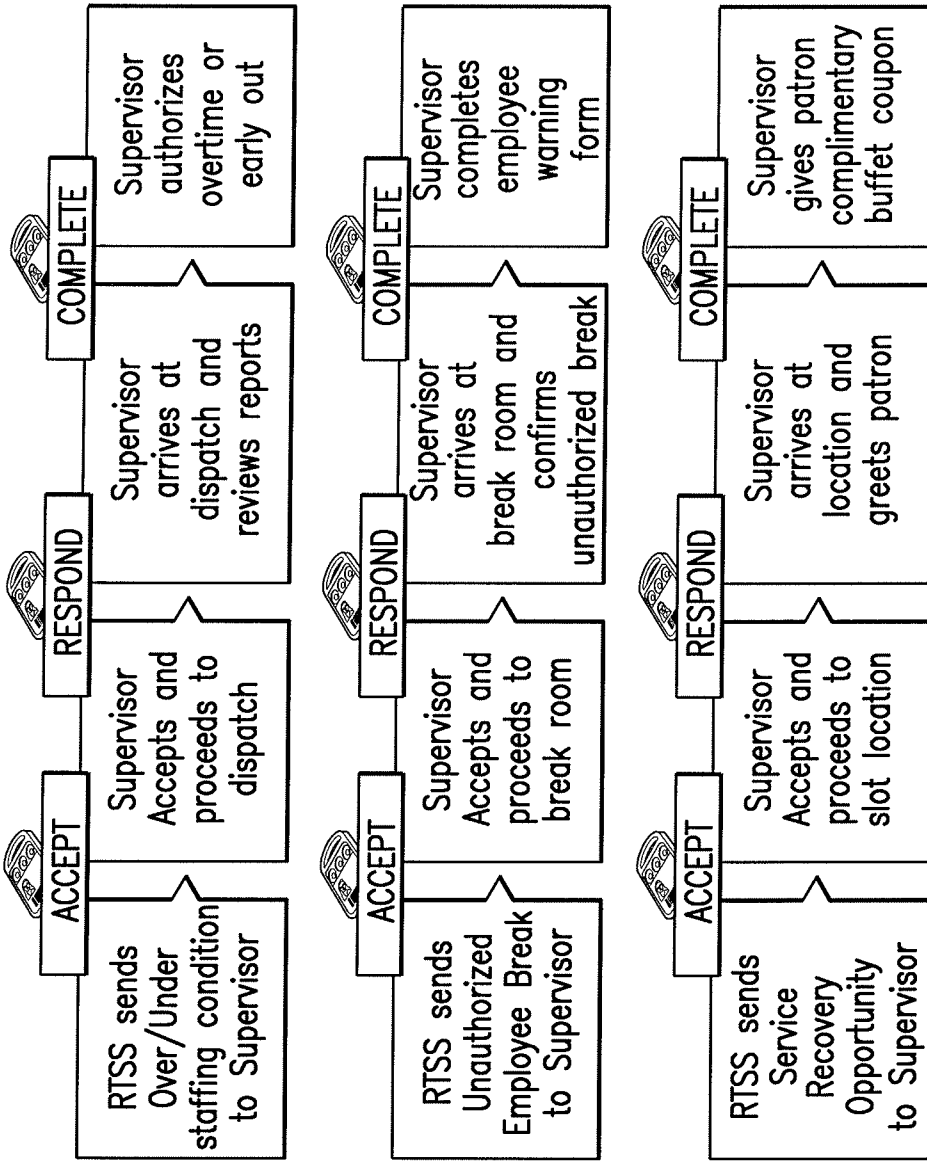 RTSS sends
Over/Under
staffing condition
to Supervisor
ACCEPT
Supervisor
Accepts and
proceeds to
dispatch
RESPOND
Supervisor
arrives at
dispatch and
reviews reports
COMPLETE
Supervisor
authorizes
overtime or
early out
RTSS sends
Unauthorized
Employee Break
to Supervisor
ACCEPT
Supervisor
Accepts and
proceeds to
break room
RESPOND
Supervisor
arrives at
break room and
confirms
unauthorized break
COMPLETE
Supervisor
completes
employee
warning
form
RTSS sends
Service
Recovery
Opportunity
to Supervisor
ACCEPT
Supervisor
Accepts and
proceeds to
slot location
RESPOND
Supervisor
arrives at
location and
greets patron
COMPLETE
Supervisor
gives patron
complimentary
buffet coupon